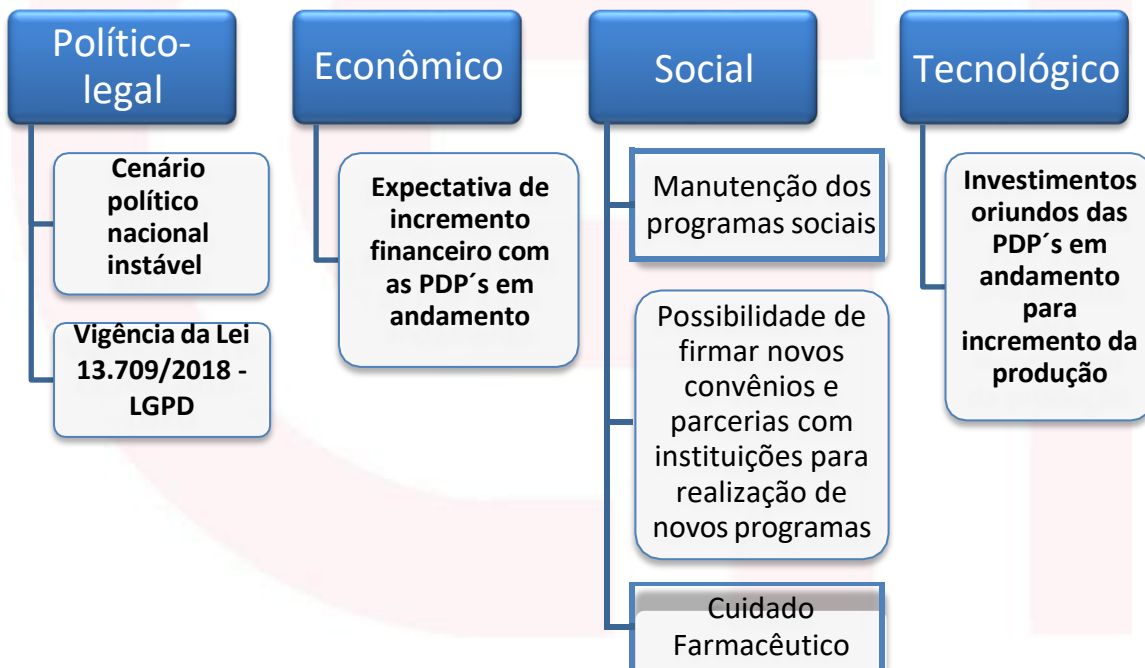 Político-
legal
Cenário
político
nacional
instável
Vigência da Lei
13.709/2018 -
LGPD
Econômico
Expectativa de
incremento
financeiro com
as PDP´s em
andamento
Social
Manutenção dos
programas sociais
Possibilidade de
firmar novos
convênios e
parcerias com
instituições para
realização de
novos programas
Cuidado
Farmacêutico
Tecnológico
Investimentos
oriundos das
PDP´s em
andamento
para
incremento da
produção